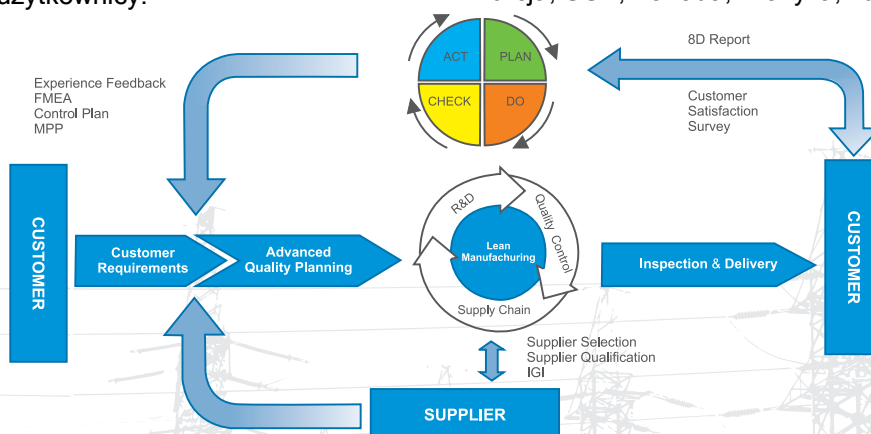 użytkownicy.
ACT
PLAN
CHECK
DO
8D Report
Customer
Satisfaction
Survey
Experience Feedback
FMEA
Control Plan
MPP
CUSTOMER
Customer
Requirements
Advanced
Quality Planning
R&D
Quality Control
Supply Chain
Lean
Manufachuring
Inspection & Delivery
CUSTOMER
Supplier Selection
Supplier Qualification
IGI
SUPPLIER